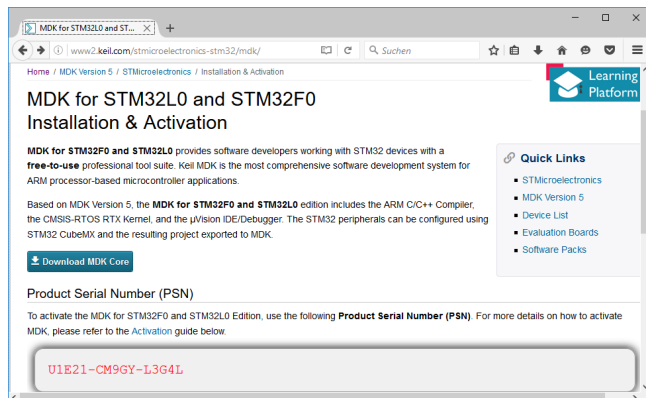 MDK for STM32L0 and ST...
www2.keil.com/stmicroelectronics-stm32/mdk/
Suchen
Home / MDK Version 5 / STMicroelectronics / Installation & Activation
Learning
Platform
MDK for STM32L0 and STM32F0
Installation & Activation
MDK for STM32F0 and STM32L0 provides software developers working with STM32 devices with a
free-to-use professional tool suite. Keil MDK is the most comprehensive software development system for
ARM processor-based microcontroller applications.
Based on MDK Version 5, the MDK for STM32F0 and STM32L0 edition includes the ARM C/C++ Compiler,
the CMSIS-RTOS RTX Kernel, and the µVision IDE/Debugger. The STM32 peripherals can be configured using
STM32 CubeMX and the resulting project exported to MDK.
Quick Links
STMicroelectronics
MDK Version 5
Device List
Evaluation Boards
Software Packs
Download MDK Core
Product Serial Number (PSN)
To activate the MDK for STM32F0 and STM32L0 Edition, use the following Product Serial Number (PSN). For more details on how to activate
MDK, please refer to the Activation guide below.
U1E21-CM9GY-L3G4L